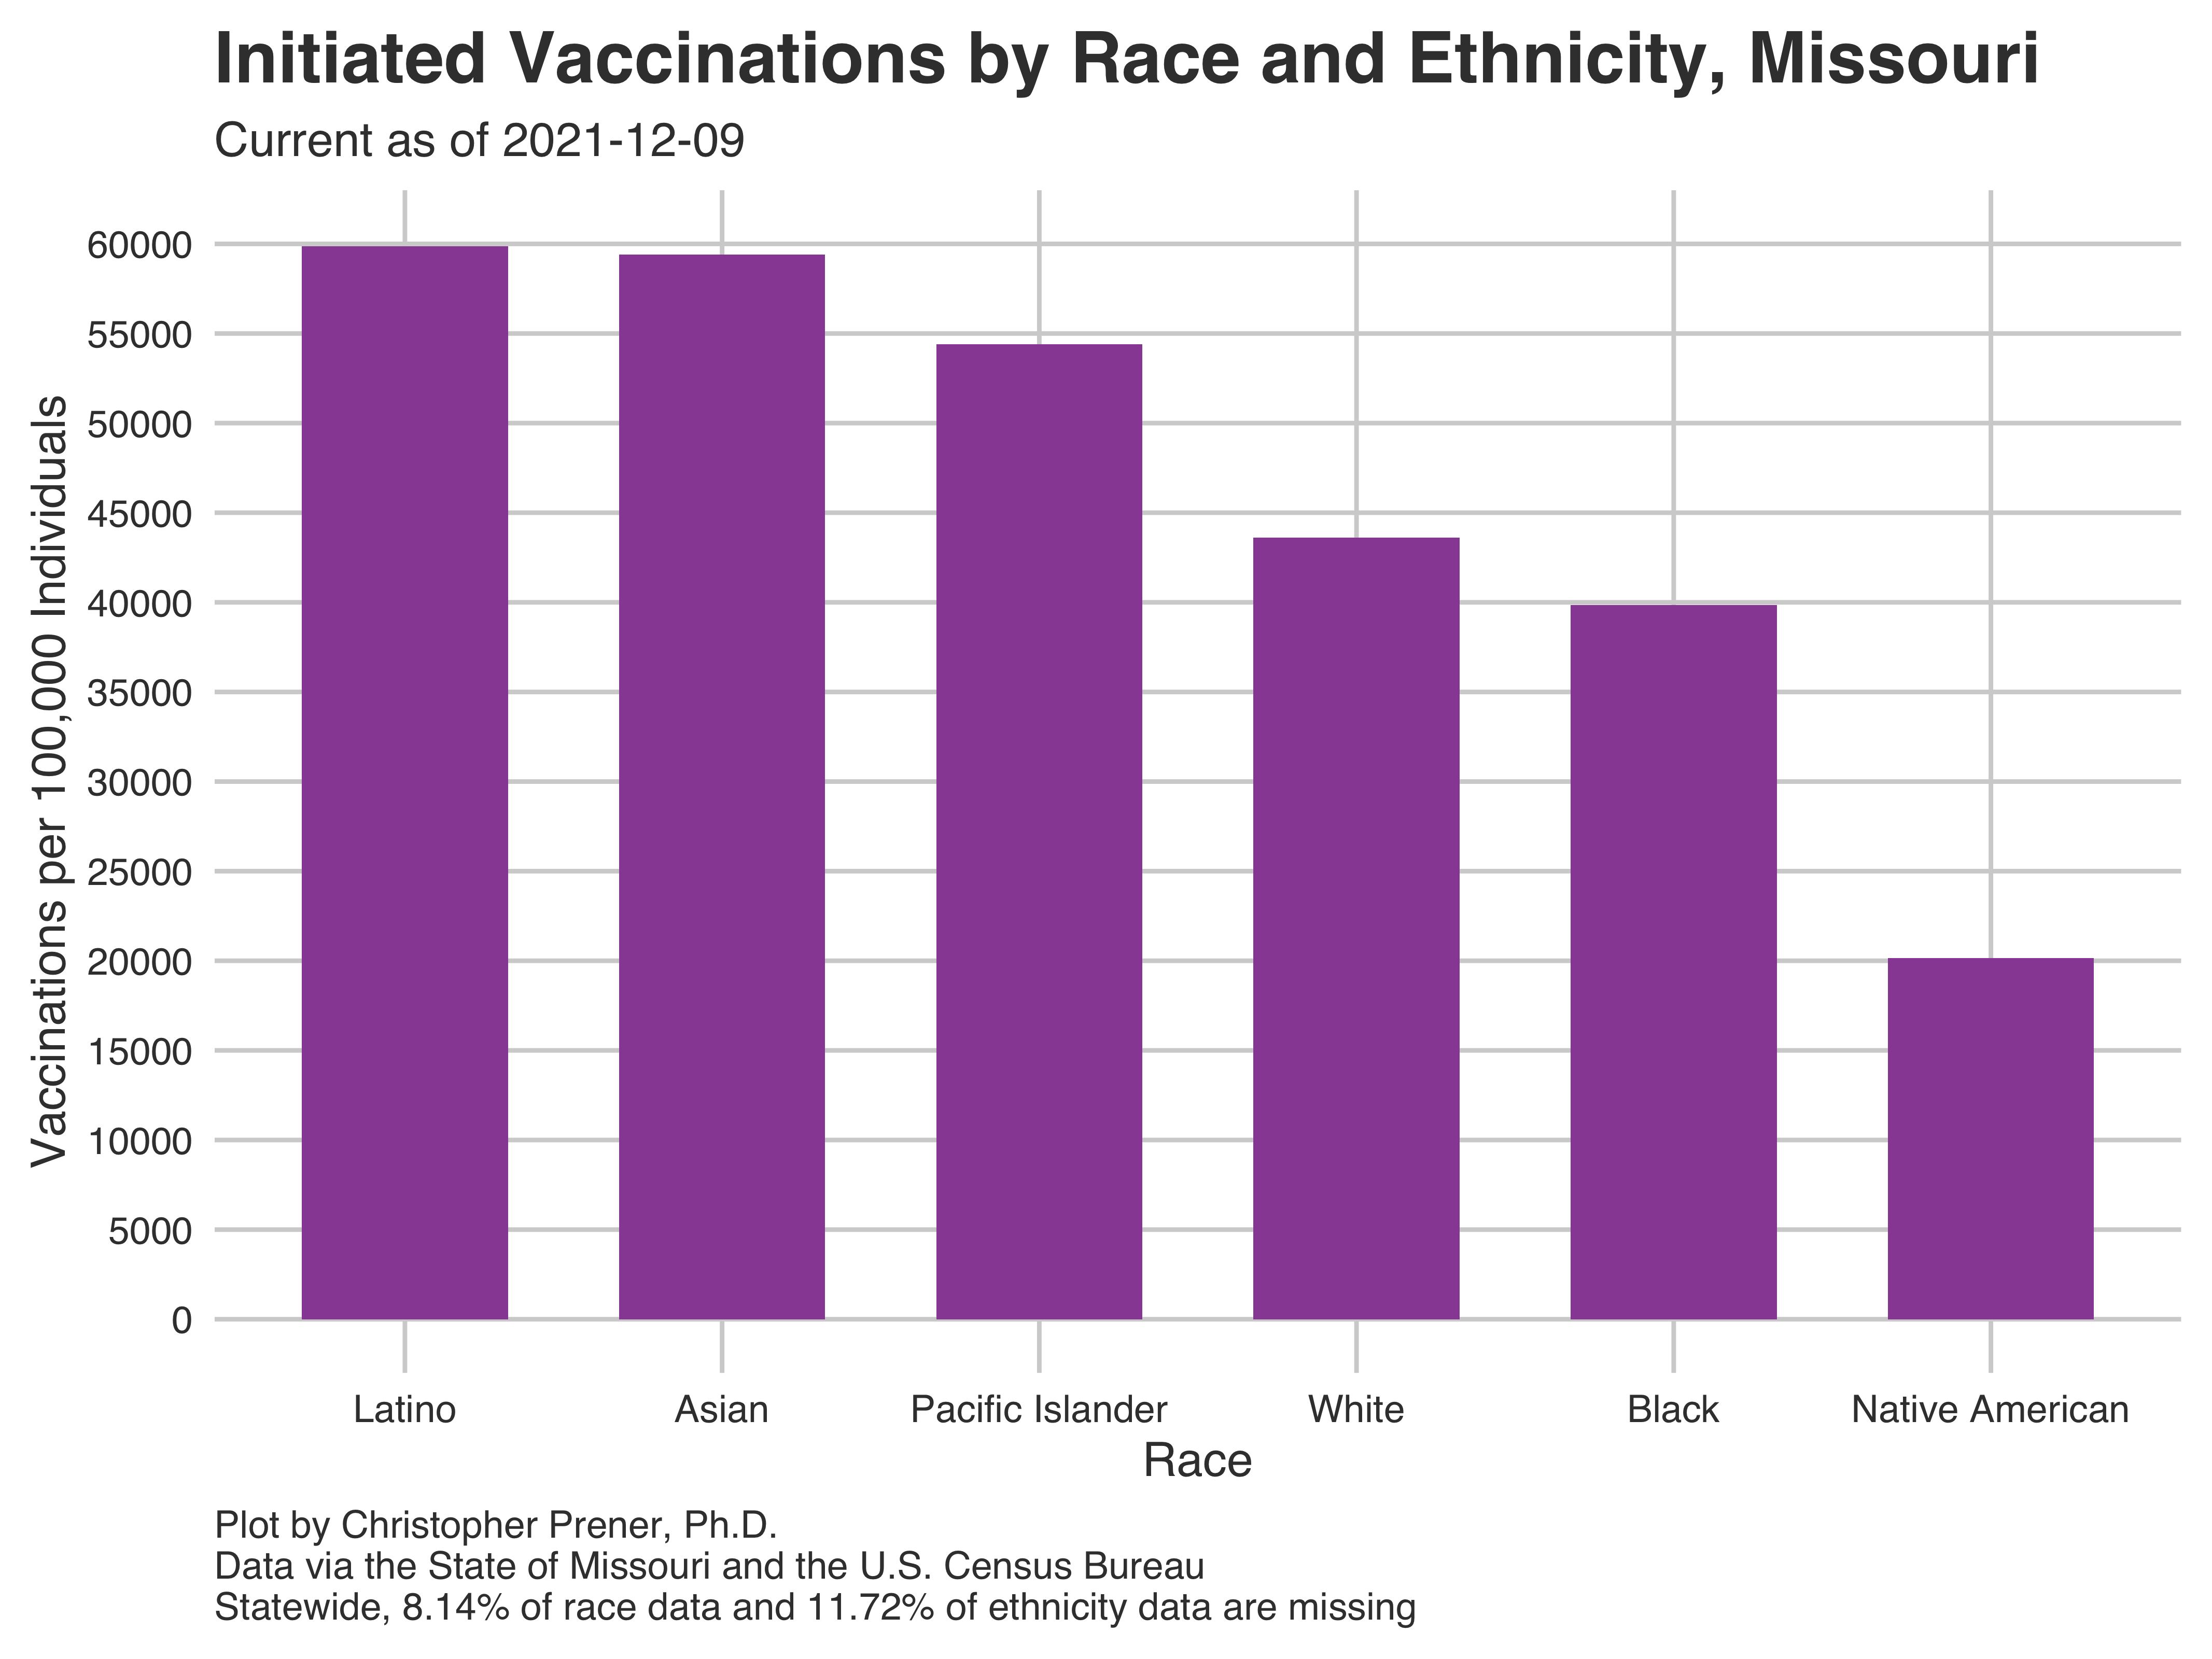 Initiated Vaccinations by Race and Ethnicity, Missouri
Current as of 2021-12-09
Vaccinations per 100,000 Individuals
60000
55000
50000
45000
40000
35000
30000
25000
20000
15000
10000
5000
0
Latino
Asian
Pacific Islander
White
Black
Native American
Race
Plot by Christopher Prener, Ph.D.
Data via the State of Missouri and the U.S. Census Bureau
Statewide, 8.14% of race data and 11.72% of ethnicity data are missing